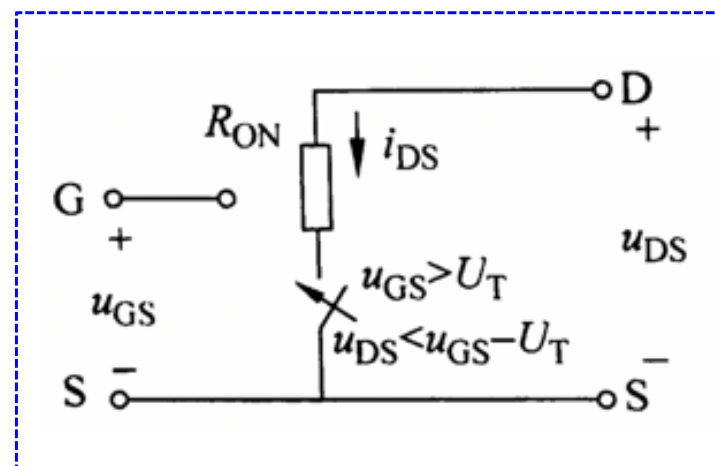 D
R_ON
+
i_DS
G
+
u_DS
u_GS>U_T
u_GS
u_DS<u_GS−U_T
S − S −